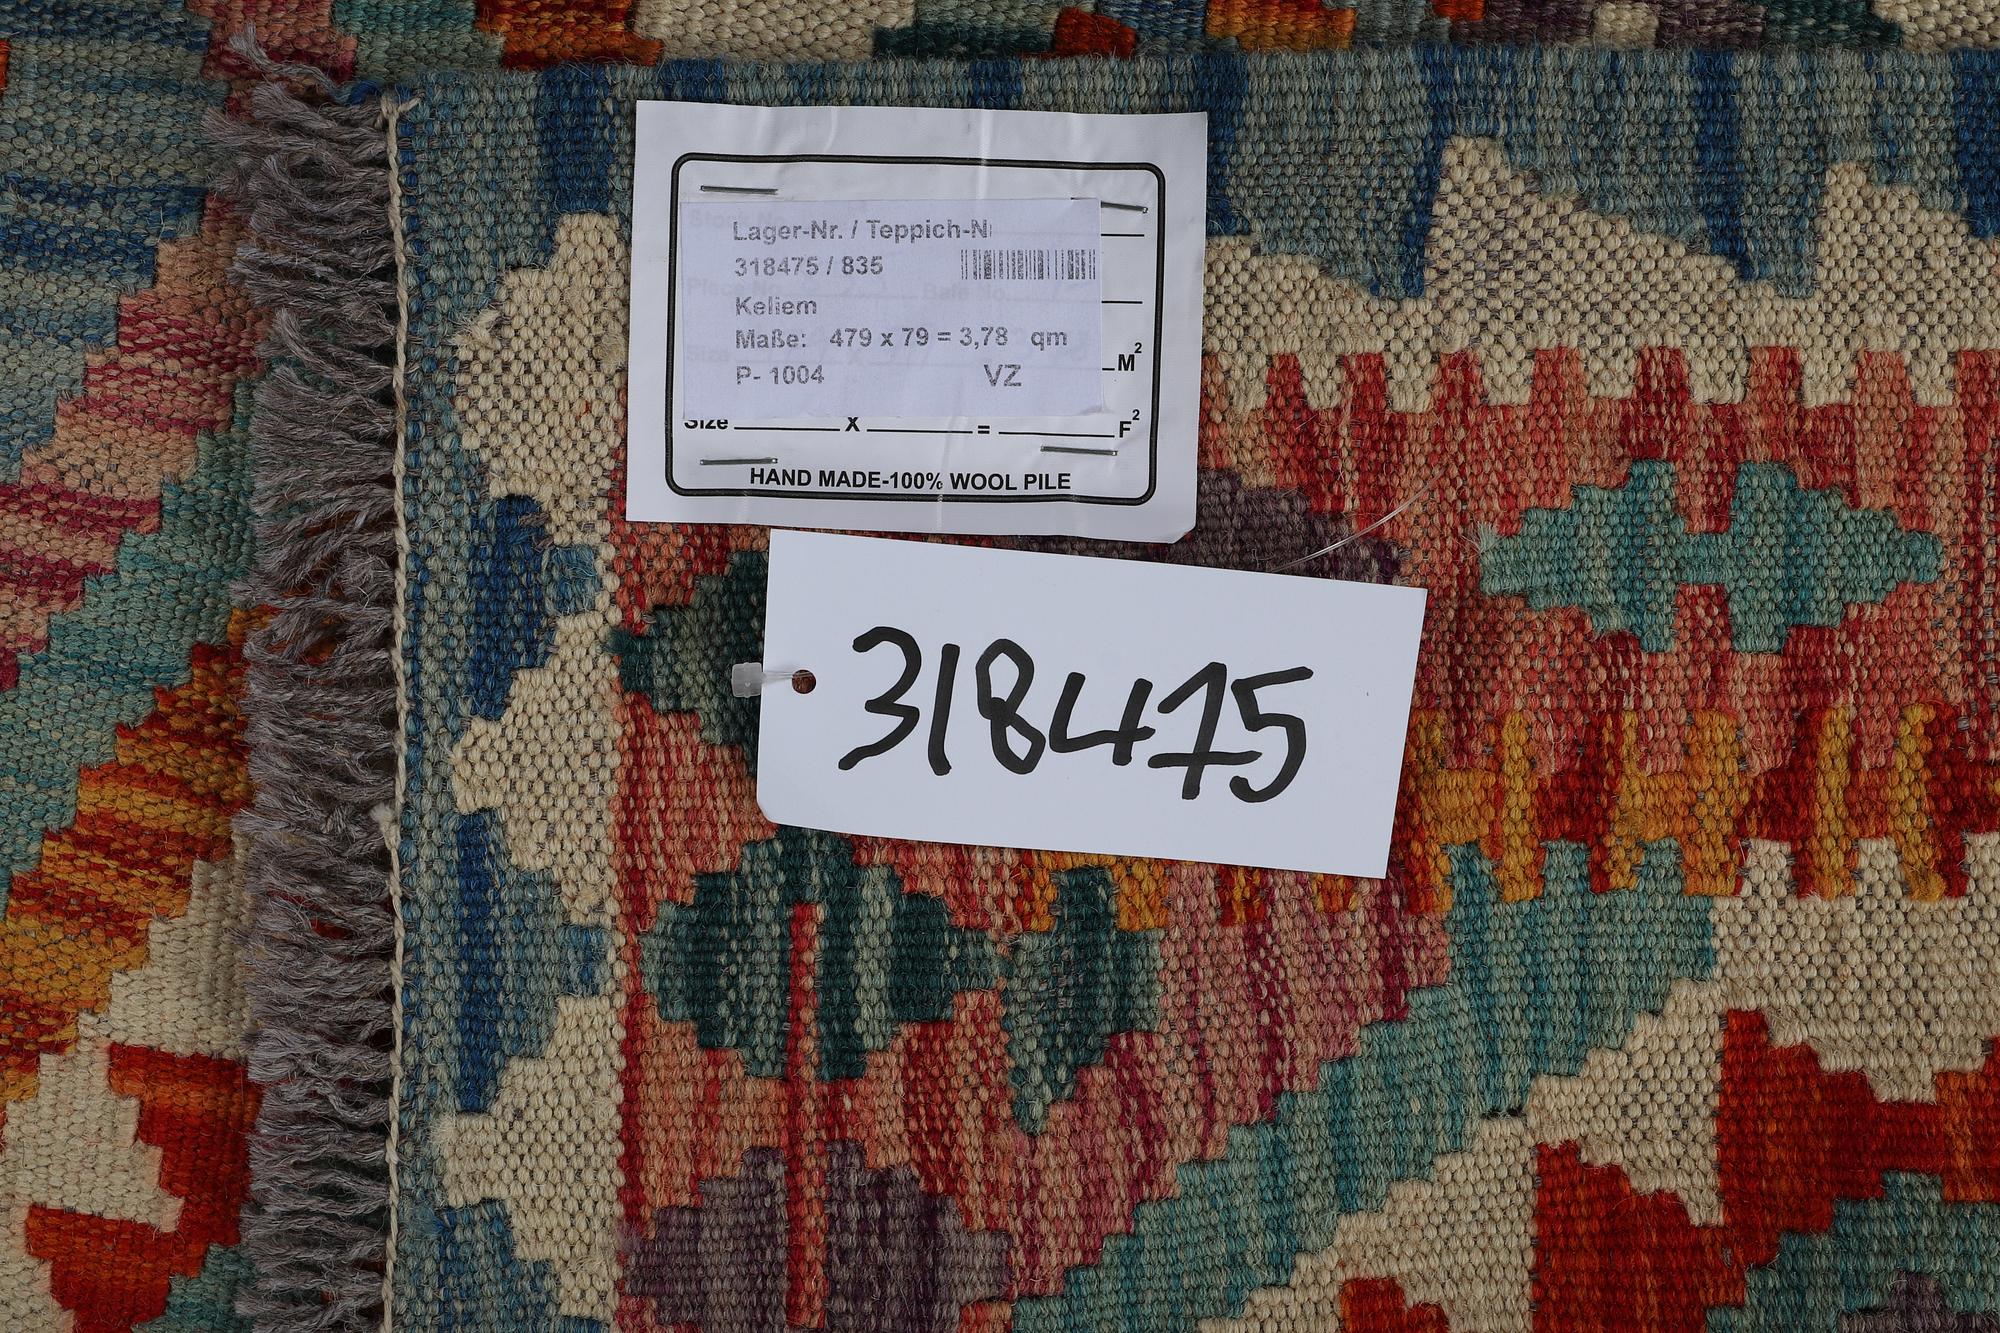 Lager-Nr. / Teppich-N
318475 / 835
Keliem
Maße: 479 x 79 = 3,78 qm
P- 1004 VZ
M²
Size X = F²
HAND MADE-100% WOOL PILE
318475